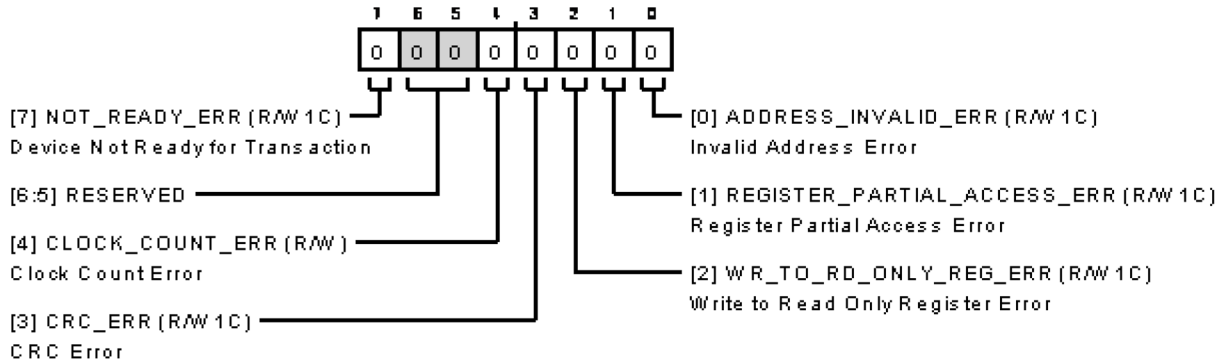 7 6 5 4 3 2 1 0
0 0 0 0 0 0 0 0
[7] NOT_READY_ERR (R/W1C)
Device Not Ready for Transaction
[6:5] RESERVED
[4] CLOCK_COUNT_ERR (R/W)
Clock Count Error
[3] CRC_ERR (R/W1C)
CRC Error
[0] ADDRESS_INVALID_ERR (R/W1C)
Invalid Address Error
[1] REGISTER_PARTIAL_ACCESS_ERR (R/W1C)
Register Partial Access Error
[2] WR_TO_RD_ONLY_REG_ERR (R/W1C)
Write to Read Only Register Error